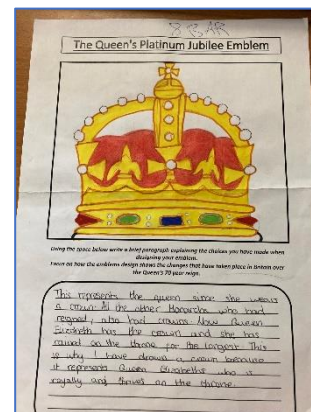 8 BAR
The Queen's Platinum Jubilee Emblem
Using the space below write a brief paragraph explaining the choices you have made when
designing your emblem.
Focus on how the emblems design shows the changes that have taken place in Britain over
the Queen's 70 year reign.
This represents the queen since she wears
a crown. All the other Monarchs who had
reigned, also had crowns. Now Queen
Elizabeth has the crown and she has
ruined on the throne for the largest. This
is why I have drawn a crown because
it represents Queen Elizabeth who is
royalty and thrives on the throne.